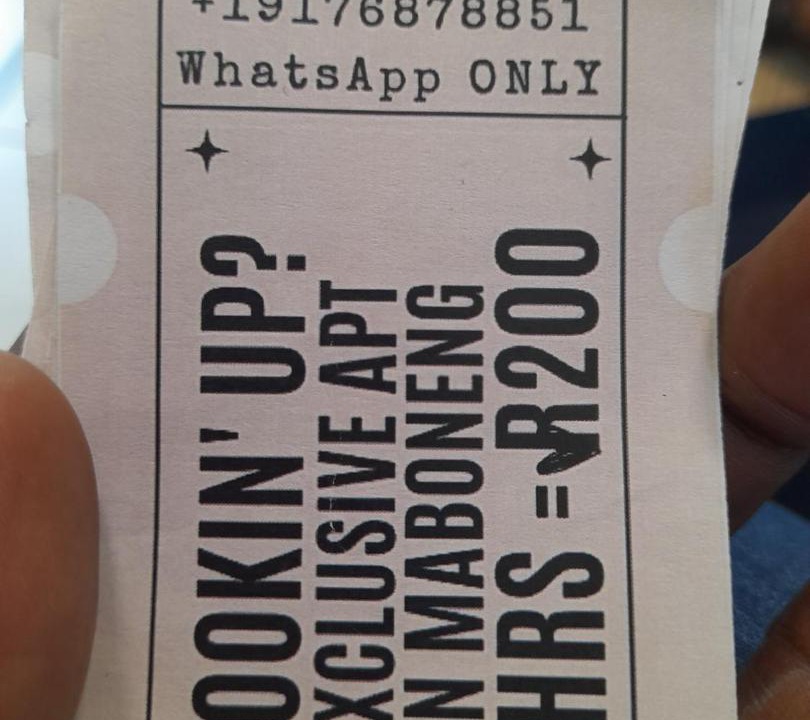 +19176878851
WhatsApp ONLY
OOKIN' UP?
XCLUSIVE APT
N MABONENG
HRS = R200